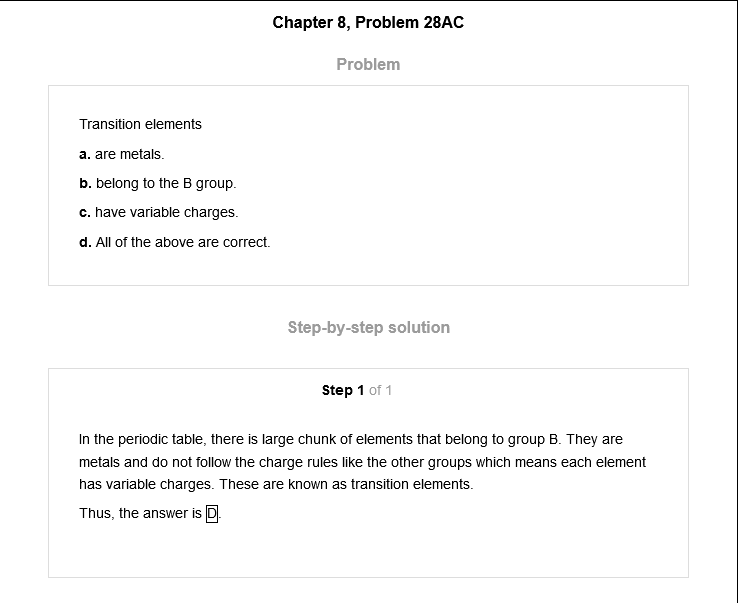 Chapter 8, Problem 28AC
Problem
Transition elements
a. are metals.
b. belong to the B group.
c. have variable charges.
d. All of the above are correct.
Step-by-step solution
Step 1 of 1
In the periodic table, there is large chunk of elements that belong to group B. They are
metals and do not follow the charge rules like the other groups which means each element
has variable charges. These are known as transition elements.
Thus, the answer is D.